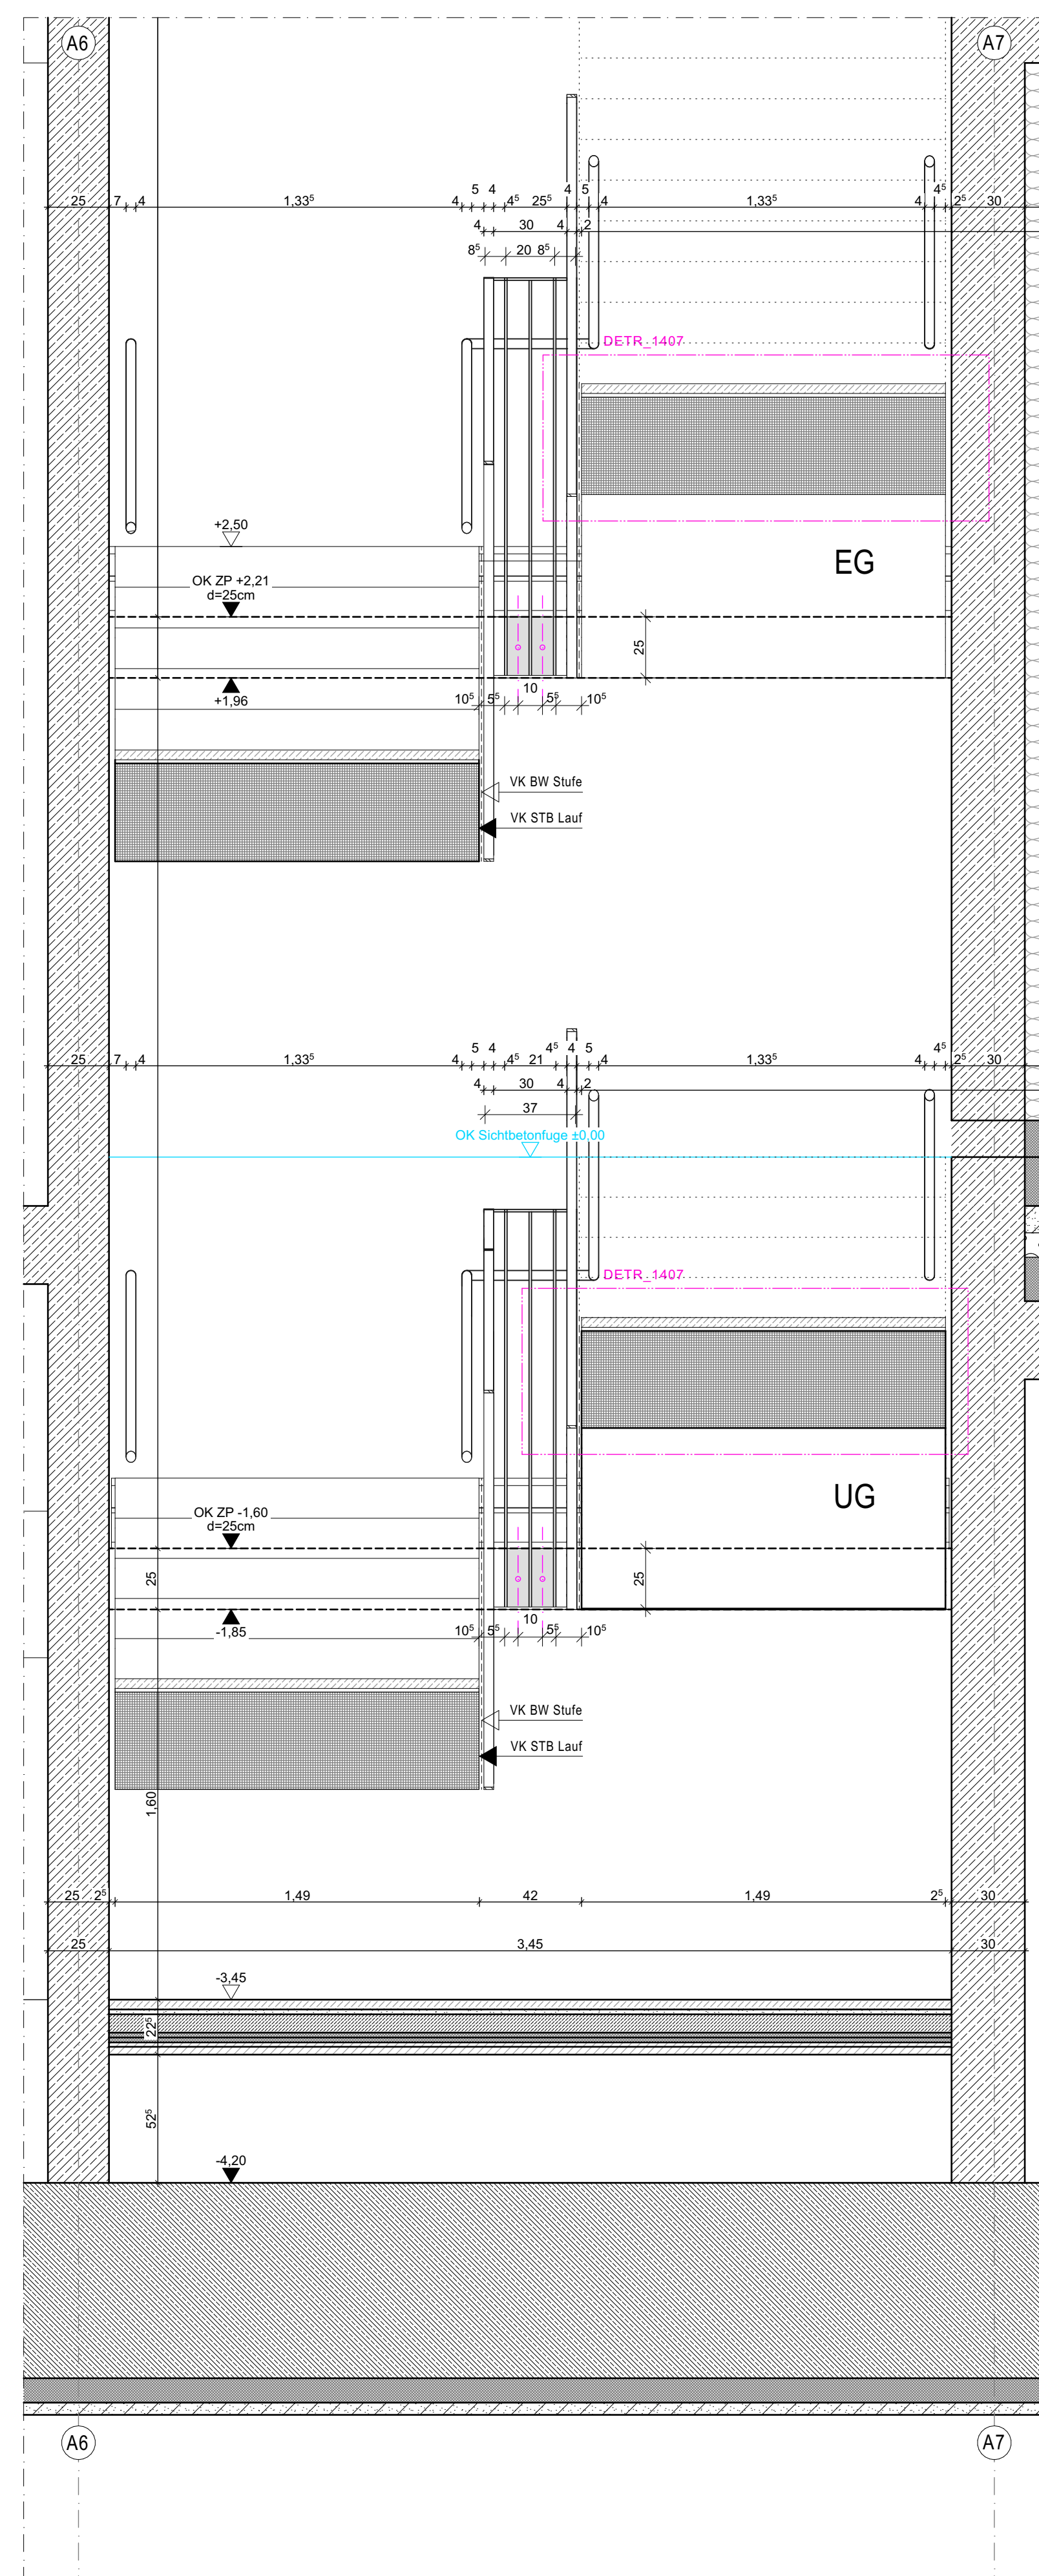 A6
A7
5 4 4 5 4⁵
25 7 4 1,33⁵ 4 4⁵ 25⁵ 4 1,33⁵ 4 2⁵ 30
4 30 4 2
8⁵ 20 8⁵
DETR_1407
+2,50
EG
OK ZP +2,21
d=25cm
25
+1,96
10
10⁵ 5⁵ 5⁵ 10⁵
VK BW Stufe
VK STB Lauf
5 4 4⁵ 4 5 4⁵
25 7 4 1,33⁵ 4 4⁵ 21 4 1,33⁵ 4 2⁵ 30
4 30 4 2
37
OK Sichtbetonfuge ±0,00
DETR_1407
UG
OK ZP -1,60
d=25cm
25 25
10
-1,85 10⁵ 5⁵ 5⁵ 10⁵
VK BW Stufe
VK STB Lauf
1,60
25 2⁵ 1,49 42 1,49 2⁵ 30
25 3,45 30
-3,45
22⁵
52⁵
-4,20
A6
A7